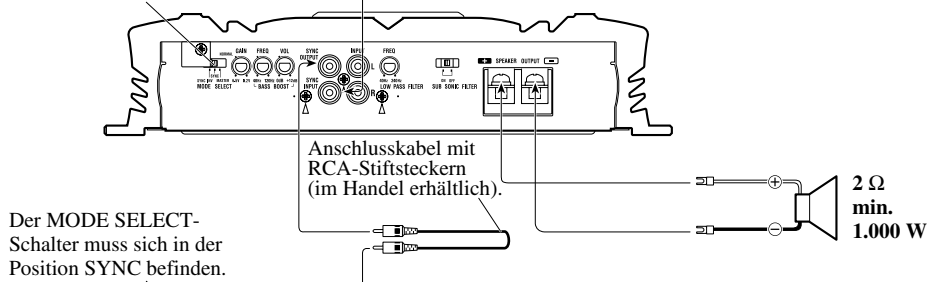 GAIN FREQ VOL SYNC OUTPUT INPUT FREQ
NORMAL
L
R
SYNC INPUT
MODE SELECT
BASS BOOST
LOW PASS FILTER
ON OFF
SUB SONIC FILTER
+ SPEAKER OUTPUT −
Anschlusskabel mit
RCA-Stiftsteckern
(im Handel erhältlich).
Der MODE SELECT-
Schalter muss sich in der
Position SYNC befinden.
+
−
2 Ω
min.
1.000 W